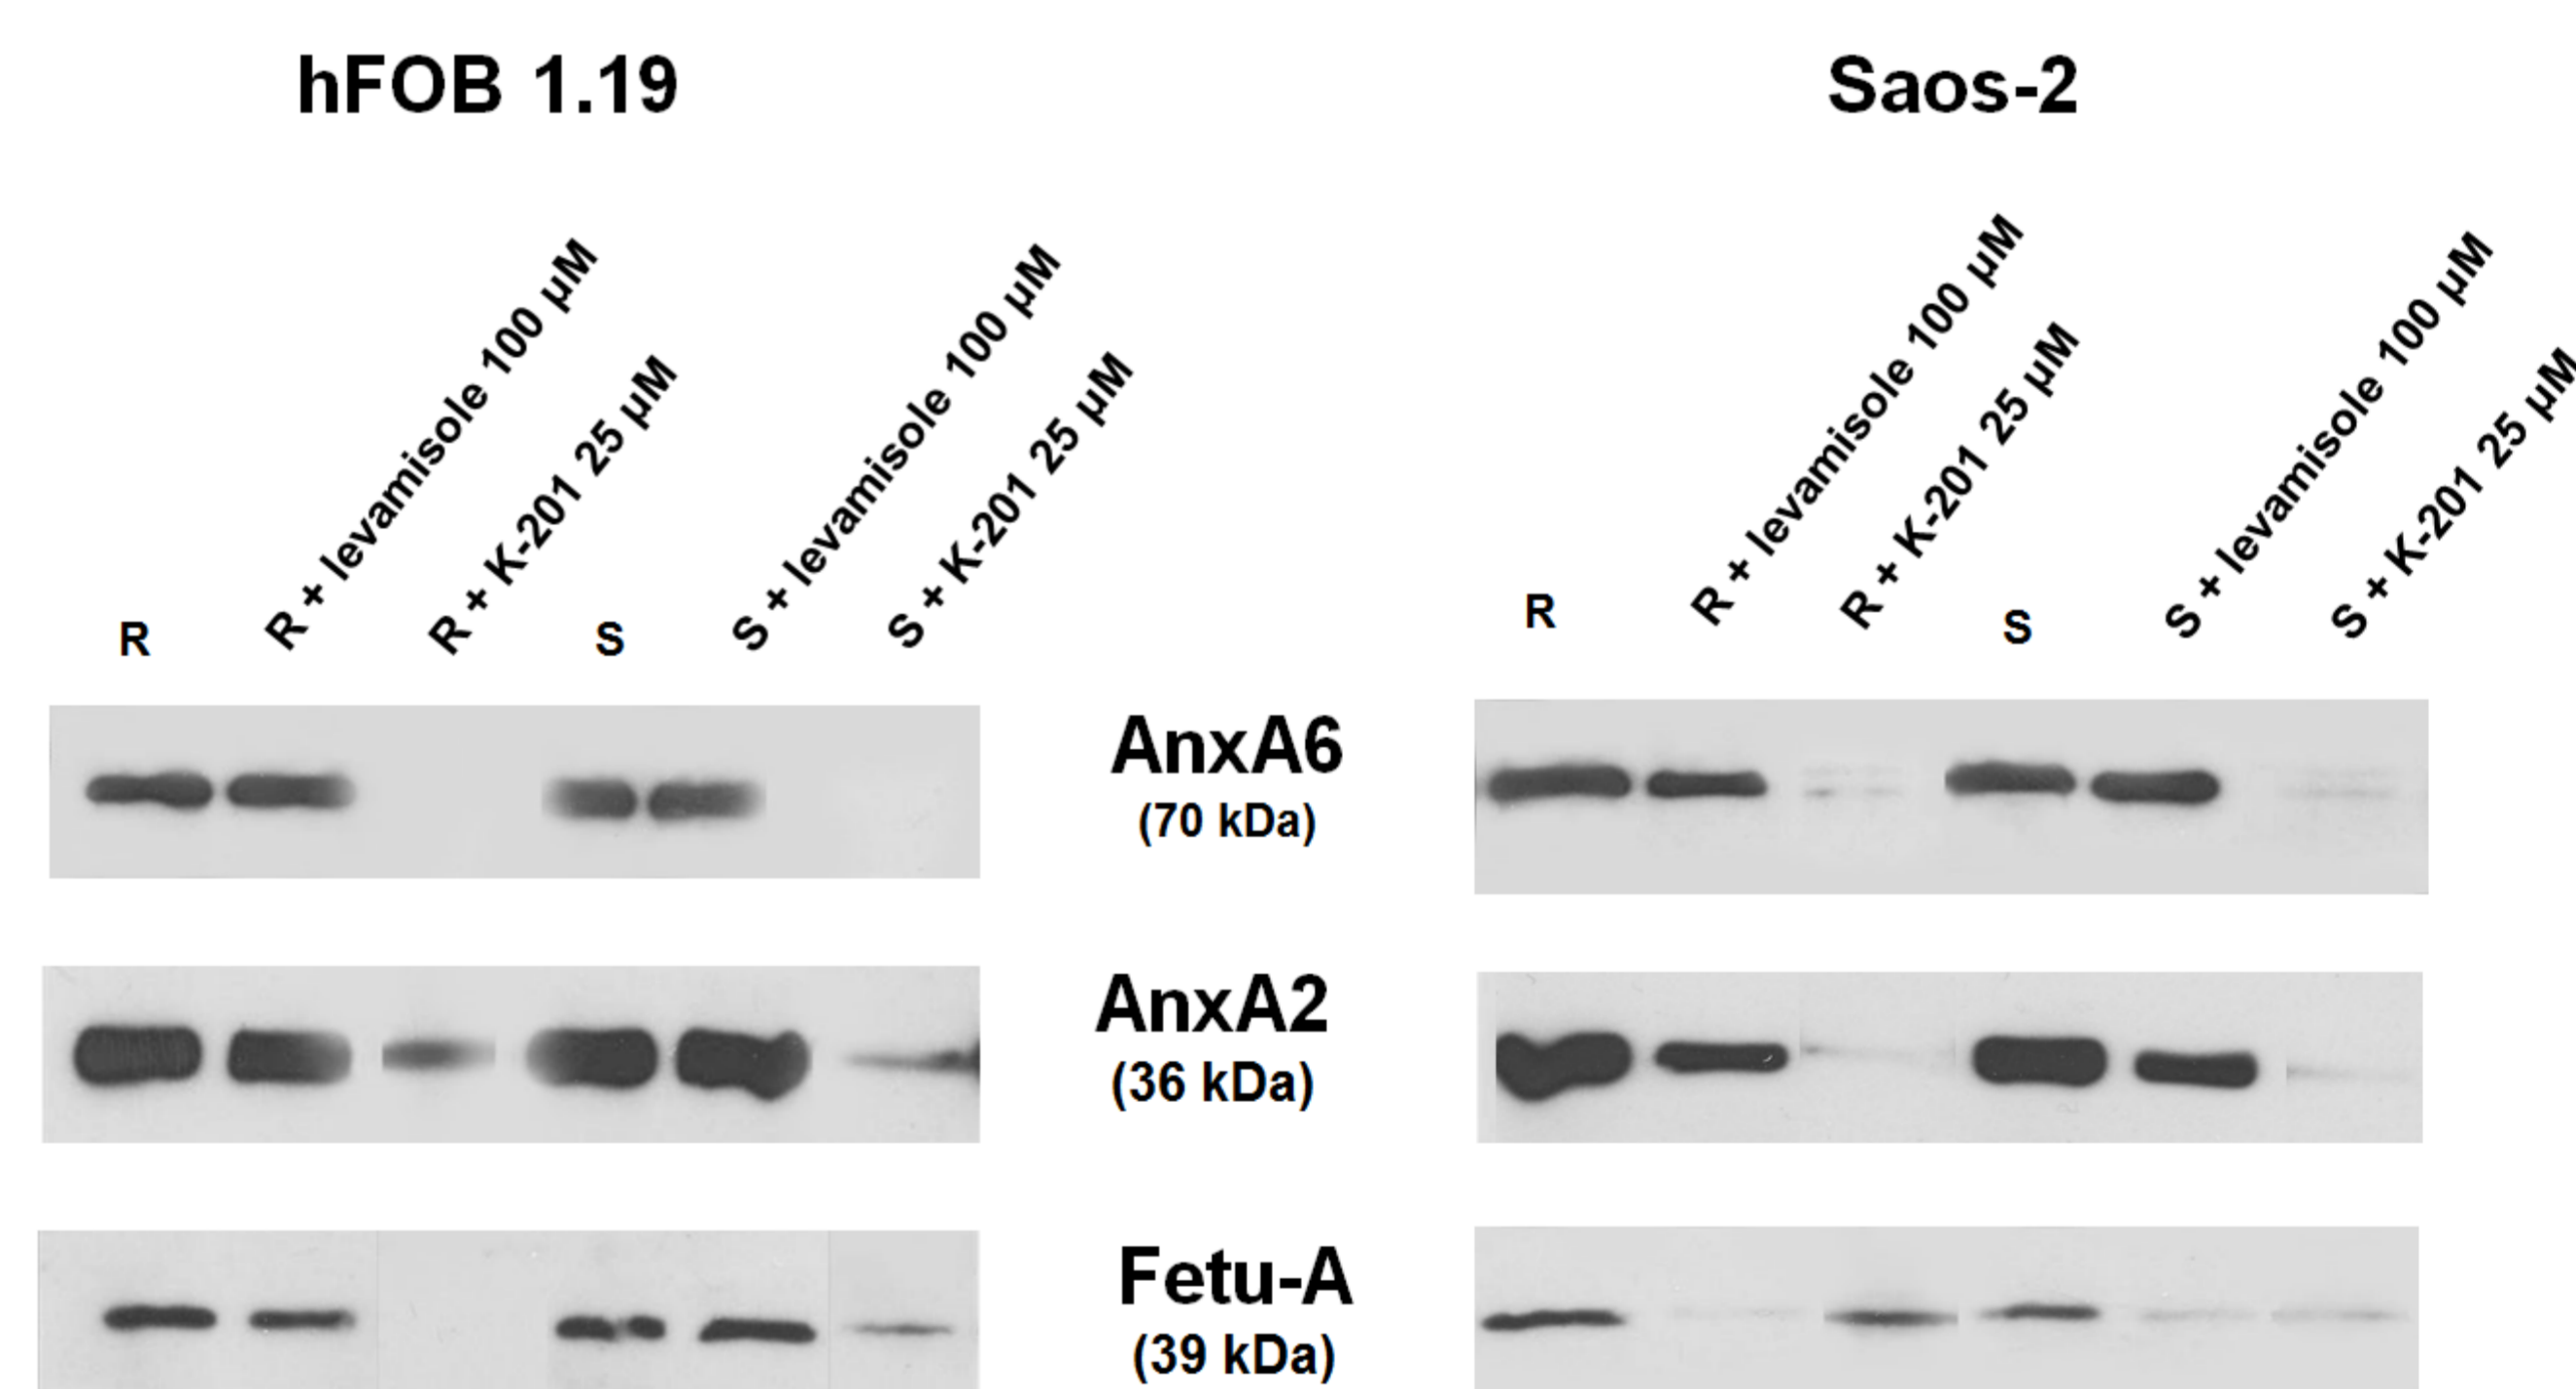 hFOB 1.19
Saos-2
R
R + levamisole 100 µM
R + K-201 25 µM
S
S + levamisole 100 µM
S + K-201 25 µM
R
R + levamisole 100 µM
R + K-201 25 µM
S
S + levamisole 100 µM
S + K-201 25 µM
AnxA6
(70 kDa)
AnxA2
(36 kDa)
Fetu-A
(39 kDa)